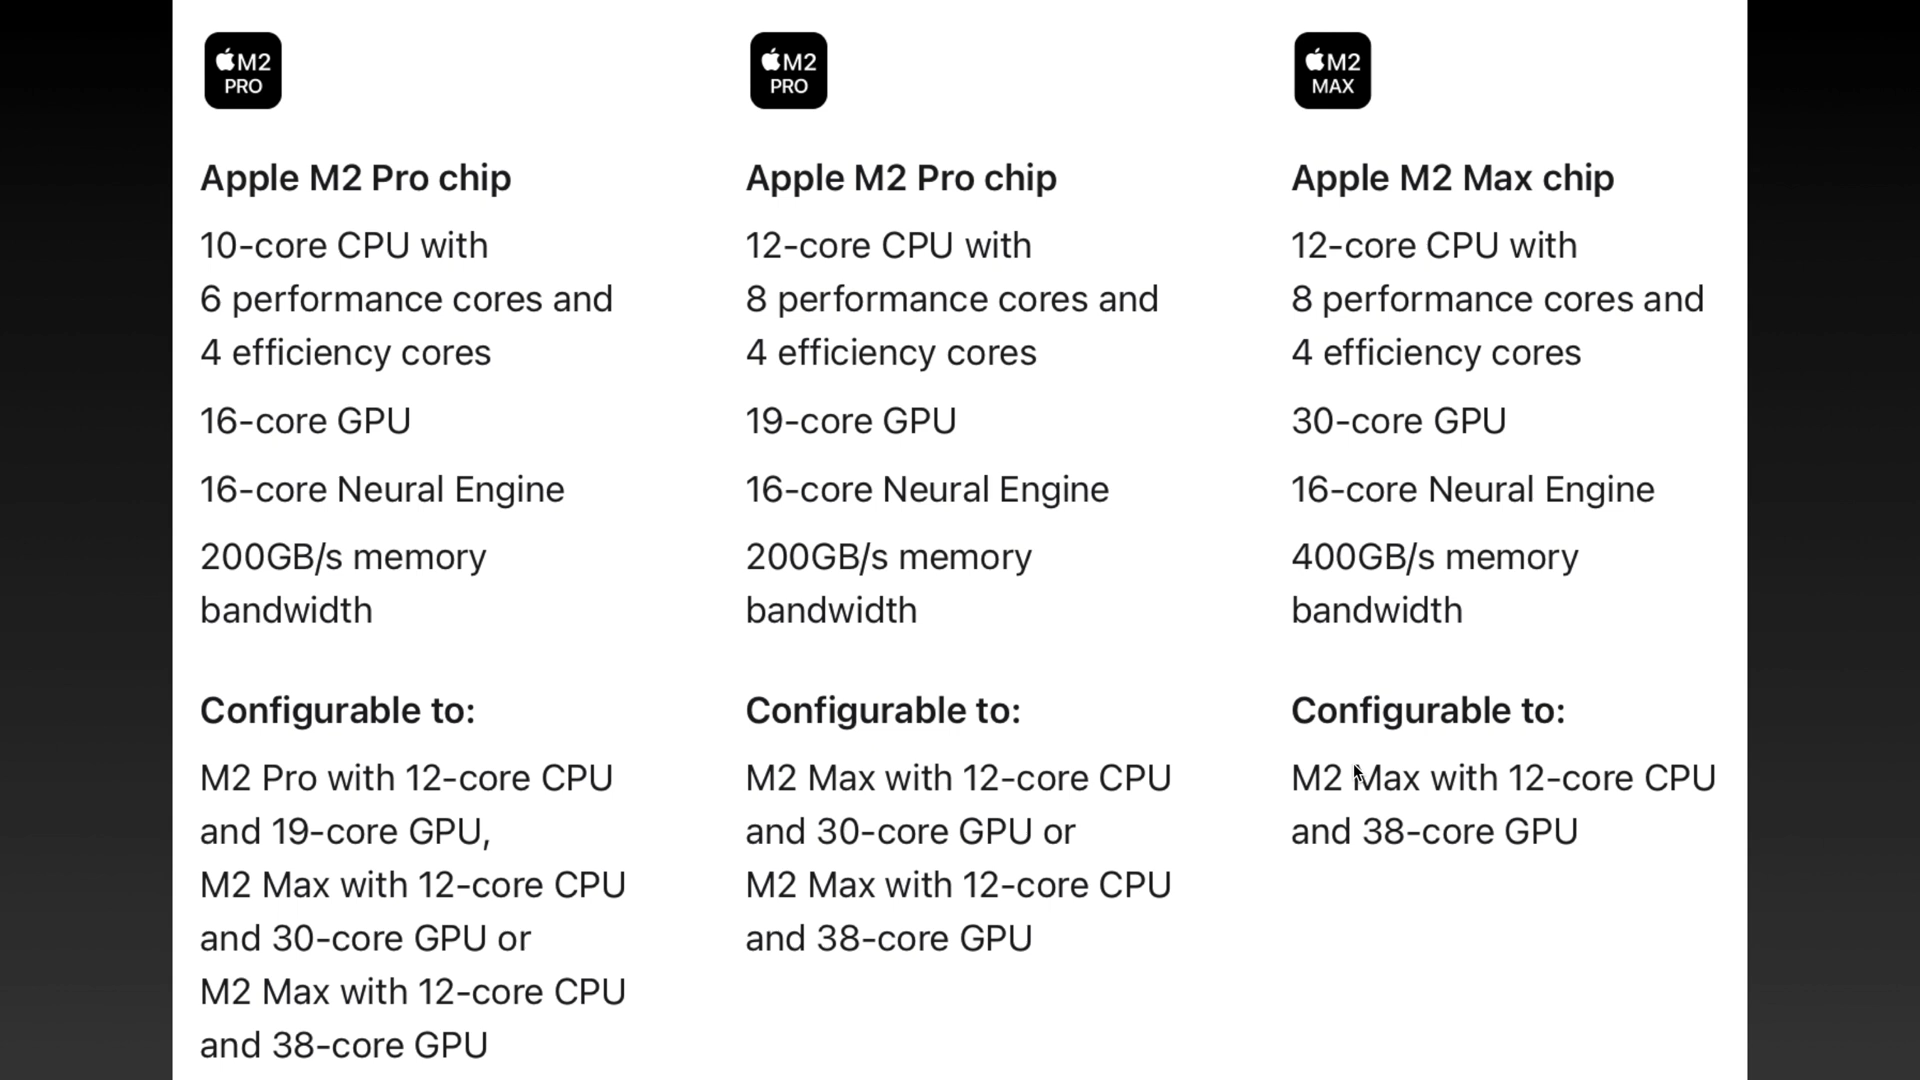 M2
PRO
Apple M2 Pro chip
10-core CPU with
6 performance cores and
4 efficiency cores
16-core GPU
16-core Neural Engine
200GB/s memory
bandwidth
Configurable to:
M2 Pro with 12-core CPU
and 19-core GPU,
M2 Max with 12-core CPU
and 30-core GPU or
M2 Max with 12-core CPU
and 38-core GPU
M2
PRO
Apple M2 Pro chip
12-core CPU with
8 performance cores and
4 efficiency cores
19-core GPU
16-core Neural Engine
200GB/s memory
bandwidth
Configurable to:
M2 Max with 12-core CPU
and 30-core GPU or
M2 Max with 12-core CPU
and 38-core GPU
M2
MAX
Apple M2 Max chip
12-core CPU with
8 performance cores and
4 efficiency cores
30-core GPU
16-core Neural Engine
400GB/s memory
bandwidth
Configurable to:
M2 Max with 12-core CPU
and 38-core GPU